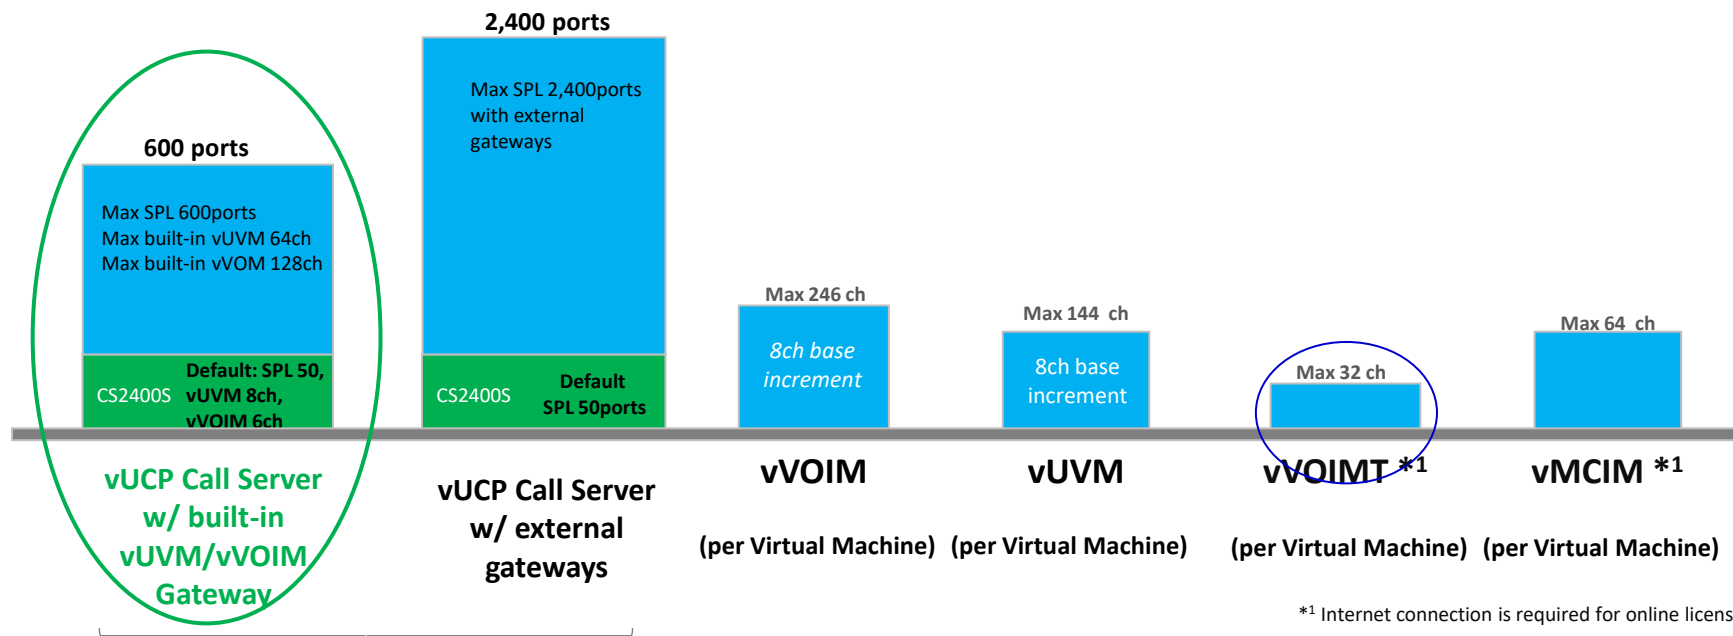 2,400 ports
Max SPL 2,400ports
with external
gateways
600 ports
Max SPL 600ports
Max built-in vUVM 64ch
Max built-in vVOM 128ch
CS2400S
Default: SPL 50,
vUVM 8ch,
vVOIM 6ch
CS2400S
Default
SPL 50ports
Max 246 ch
8ch base
increment
Max 144 ch
8ch base
increment
Max 32 ch
Max 64 ch
vUCP Call Server
w/ built-in
vUVM/vVOIM
Gateway
vUCP Call Server
w/ external
gateways
vVOIM
(per Virtual Machine)
vUVM
(per Virtual Machine)
vVOIMT *1
(per Virtual Machine)
vMCIM *1
(per Virtual Machine)
*1 Internet connection is required for online licens